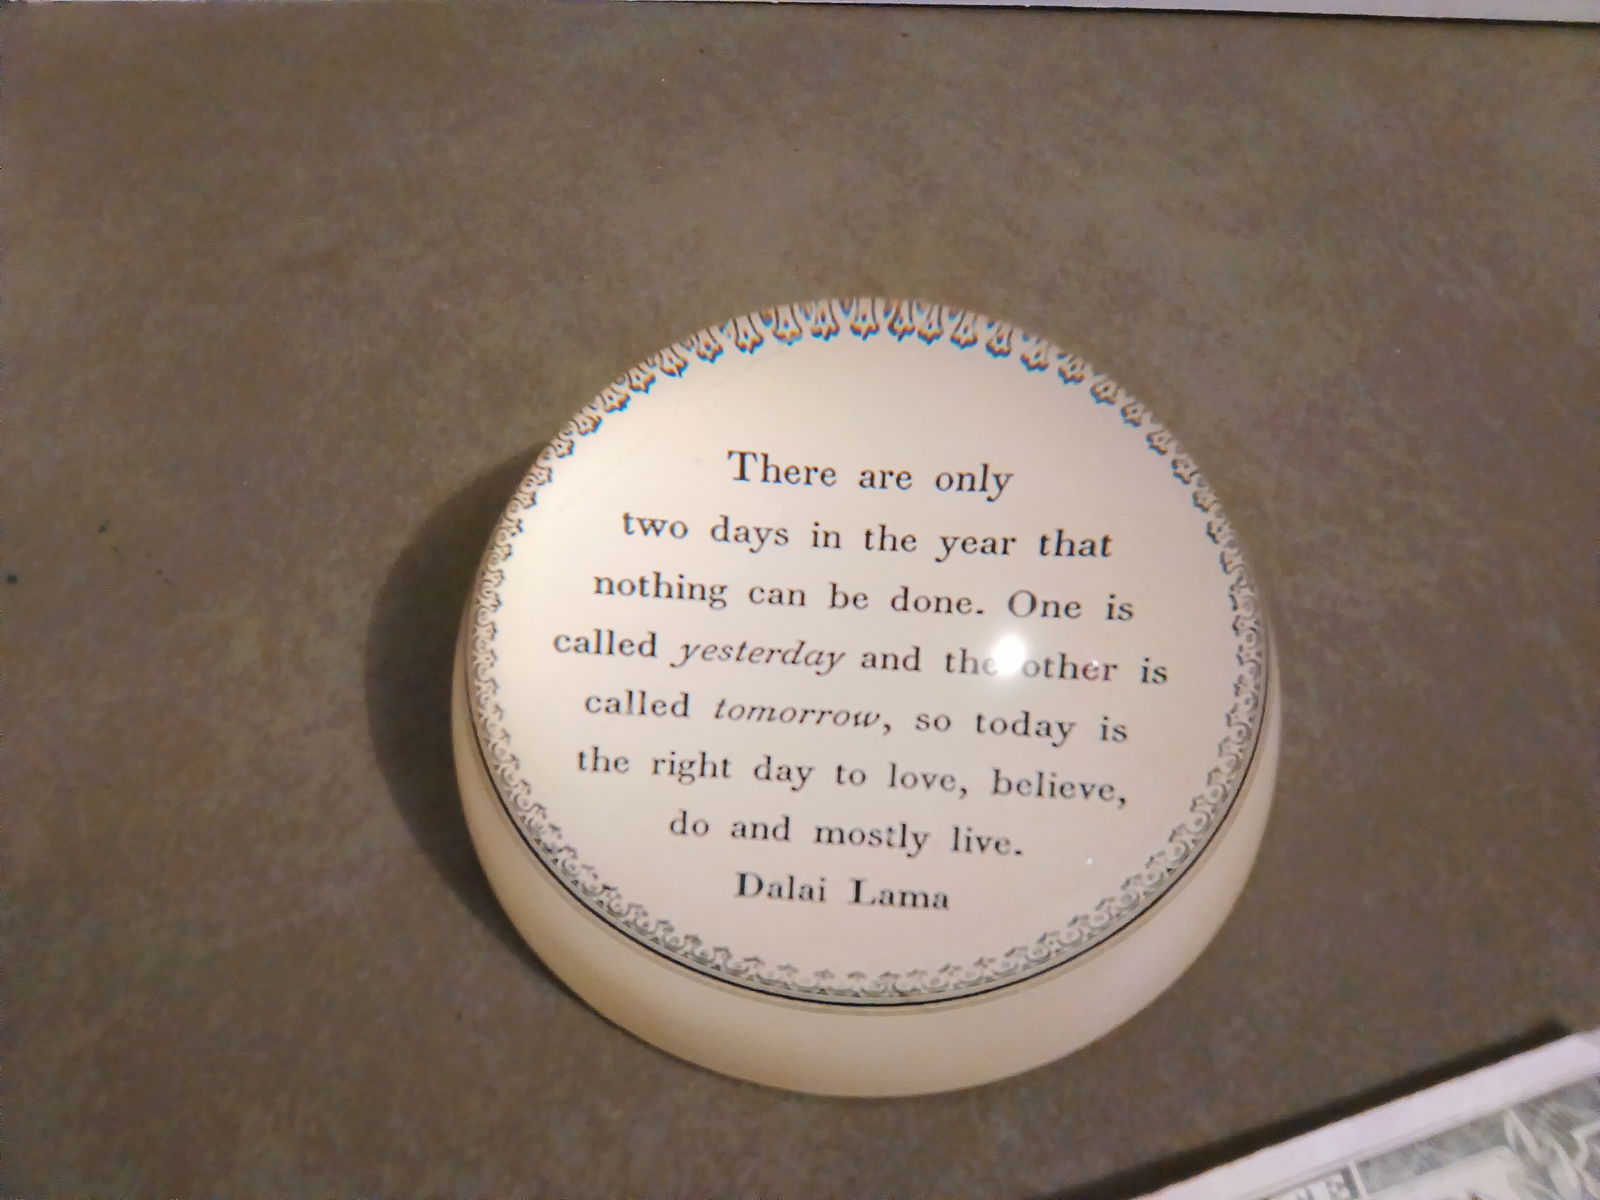 There are only
two days in the year that
nothing can be done. One is
called yesterday and the other is
called tomorrow, so today is
the right day to love, believe,
do and mostly live.
Dalai Lama